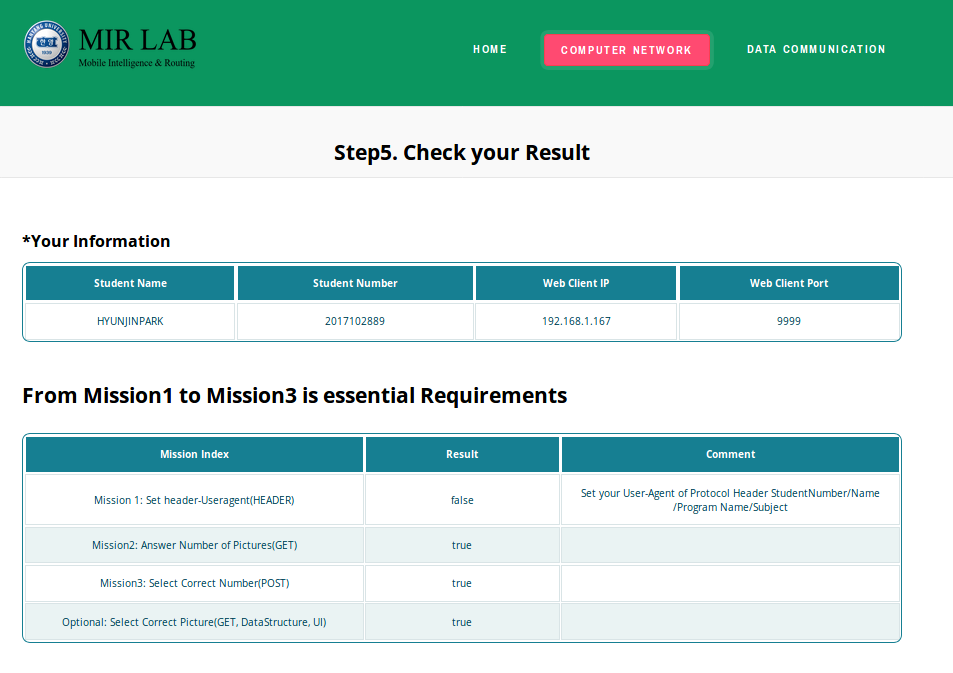 MIR LAB
Mobile Intelligence & Routing
HOME
COMPUTER NETWORK
DATA COMMUNICATION
Step5. Check your Result
*Your Information
Student Name Student Number Web Client IP Web Client Port
HYUNJINPARK 2017102889 192.168.1.167 9999
From Mission1 to Mission3 is essential Requirements
Mission Index Result Comment
Mission 1: Set header-Useragent(HEADER) false Set your User-Agent of Protocol Header StudentNumber/Name
/Program Name/Subject
Mission2: Answer Number of Pictures(GET) true
Mission3: Select Correct Number(POST) true
Optional: Select Correct Picture(GET, DataStructure, UI) true